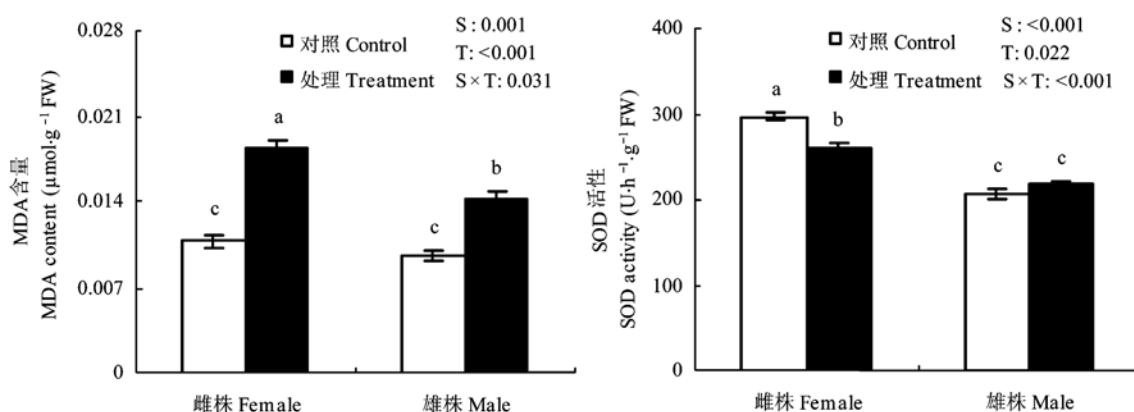 MDA含量
MDA content (μmol·g⁻¹ FW)
0.028
0.021
0.014
0.007
0
对照 Control
处理 Treatment
S: 0.001
T: <0.001
S×T: 0.031
c
a
c
b
雌株 Female
雄株 Male
SOD 活性
SOD activity (U·h⁻¹·g⁻¹ FW)
400
300
200
100
0
对照 Control
处理 Treatment
S : <0.001
T: 0.022
S×T: <0.001
a
b
c
c
雌株 Female
雄株 Male